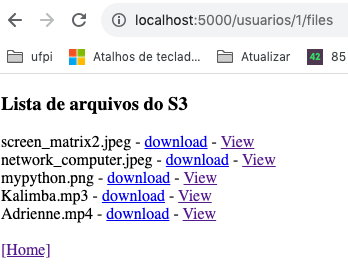 localhost:5000/usuarios/1/files
ufpi Atalhos de teclad... Atualizar 42 85
Lista de arquivos do S3
screen_matrix2.jpeg - download - View
network_computer.jpeg - download - View
mypython.png - download - View
Kalimba.mp3 - download - View
Adrienne.mp4 - download - View
[Home]